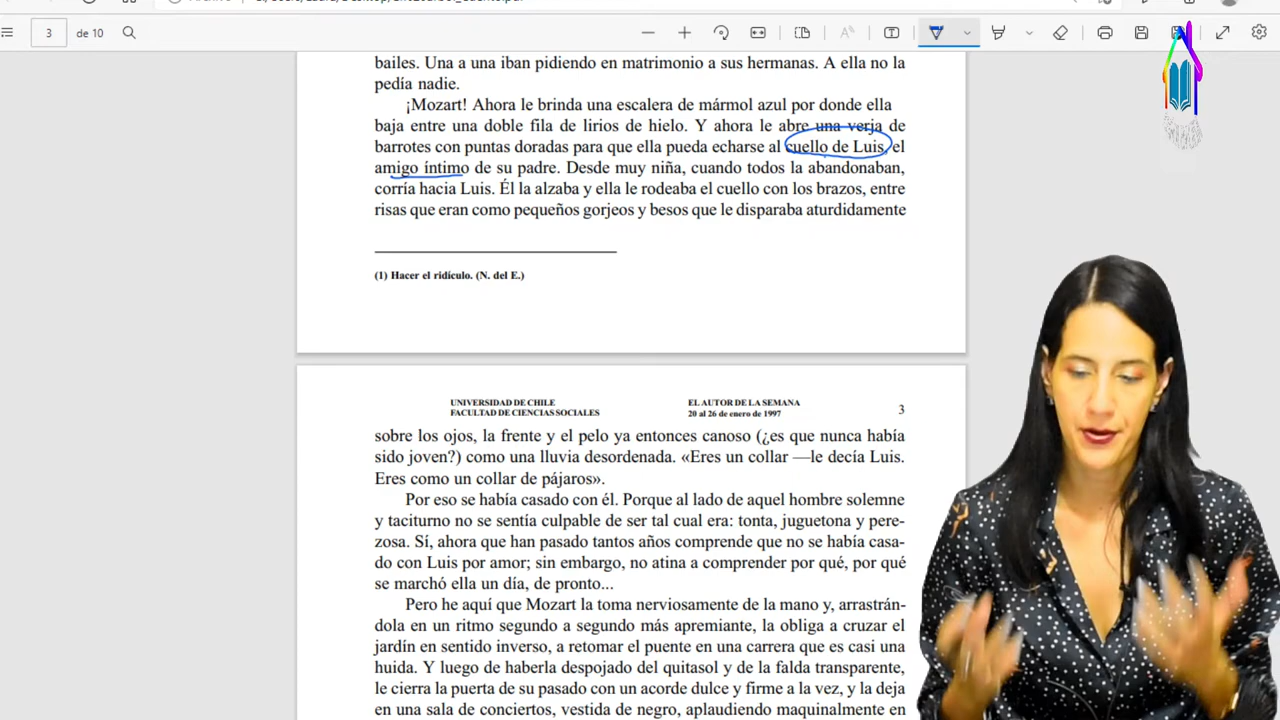 3
de 10
bailes. Una a una iban pidiendo en matrimonio a sus hermanas. A ella no la
pedía nadie.
¡Mozart! Ahora le brinda una escalera de mármol azul por donde ella
baja entre una doble fila de lirios de hielo. Y ahora le abre una verja de
barrotes con puntas doradas para que ella pueda echarse al cuello de Luis, el
amigo íntimo de su padre. Desde muy niña, cuando todos la abandonaban,
corría hacia Luis. Él la alzaba y ella le rodeaba el cuello con los brazos, entre
risas que eran como pequeños gorjeos y besos que le disparaba aturdidamente
(1) Hacer el ridículo. (N. del E.)
UNIVERSIDAD DE CHILE
FACULTAD DE CIENCIAS SOCIALES
EL AUTOR DE LA SEMANA
20 al 26 de enero de 1997
3
sobre los ojos, la frente y el pelo ya entonces canoso (¿es que nunca había
sido joven?) como una lluvia desordenada. «Eres un collar —le decía Luis.
Eres como un collar de pájaros».
Por eso se había casado con él. Porque al lado de aquel hombre solemne
y taciturno no se sentía culpable de ser tal cual era: tonta, juguetona y pere-
zosa. Sí, ahora que han pasado tantos años comprende que no se había casa-
do con Luis por amor; sin embargo, no atina a comprender por qué, por qué
se marchó ella un día, de pronto...
Pero he aquí que Mozart la toma nerviosamente de la mano y, arrastrán-
dola en un ritmo segundo a segundo más apremiante, la obliga a cruzar el
jardín en sentido inverso, a retomar el puente en una carrera que es casi una
huida. Y luego de haberla despojado del quitasol y de la falda transparente,
le cierra la puerta de su pasado con un acorde dulce y firme a la vez, y la deja
en una sala de conciertos, vestida de negro, aplaudiendo maquinalmente en